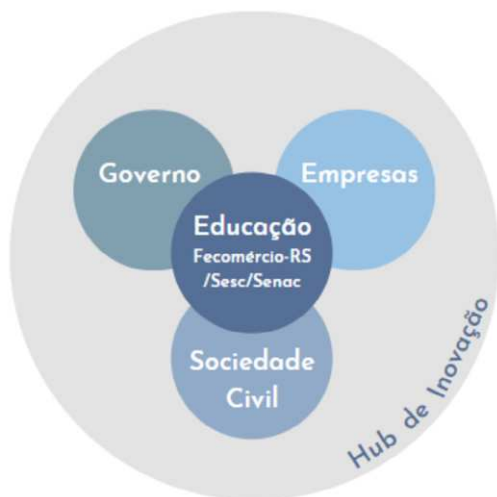 Governo
Empresas
Educação
Fecomércio-RS
/Sesc/Senac
Sociedade
Civil
Hub de Inovação